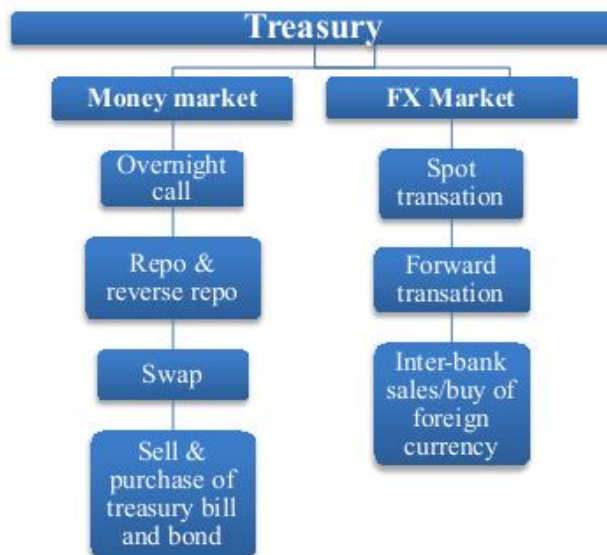 Treasury
Money market
Overnight
call
Repo &
reverse repo
Swap
Sell &
purchase of
treasury bill
and bond
FX Market
Spot
transation
Forward
transation
Inter-bank
sales/buy of
foreign
currency